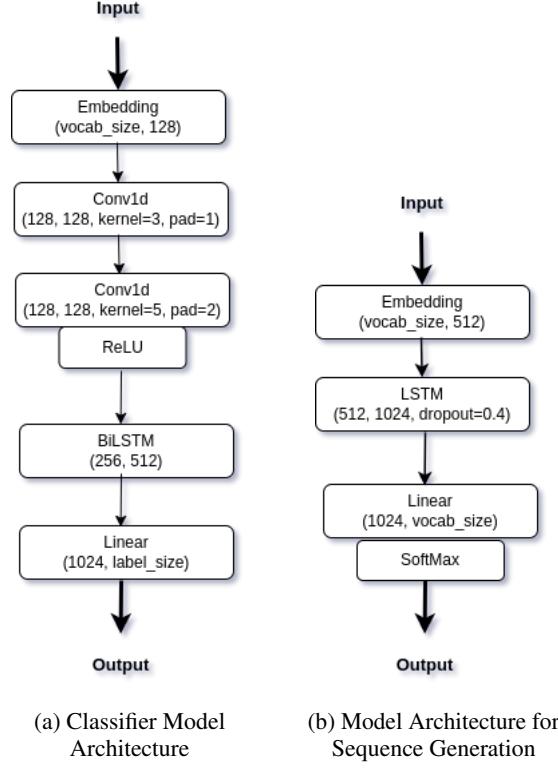 Input
Embedding
(vocab_size, 128)
Conv1d
(128, 128, kernel=3, pad=1)
Conv1d
(128, 128, kernel=5, pad=2)
ReLU
BiLSTM
(256, 512)
Linear
(1024, label_size)
Output
(a) Classifier Model
Architecture
Input
Embedding
(vocab_size, 512)
LSTM
(512, 1024, dropout=0.4)
Linear
(1024, vocab_size)
SoftMax
Output
(b) Model Architecture for
Sequence Generation